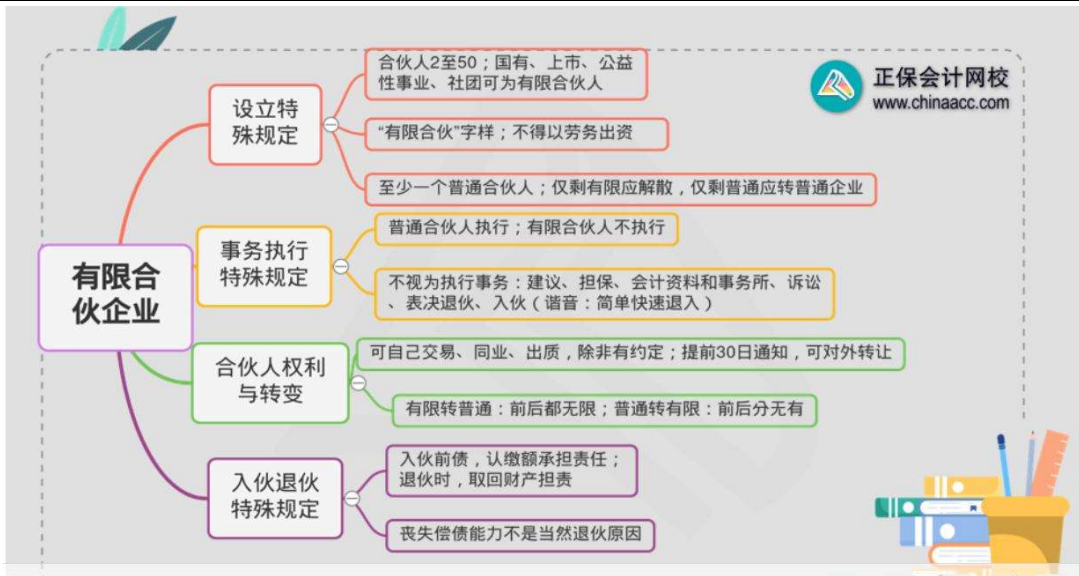 正保会计网校
www.chinaacc.com
有限合
伙企业
设立特
殊规定
合伙人2至50；国有、上市、公益
性事业、社团可为有限合伙人
“有限合伙”字样；不得以劳务出资
至少一个普通合伙人；仅剩有限应解散，仅剩普通应转普通企业
事务执行
特殊规定
普通合伙人执行；有限合伙人不执行
不视为执行事务：建议、担保、会计资料和事务所、诉讼
、表决退伙、入伙（谐音：简单快速退入）
合伙人权利
与转变
可自己交易、同业、出质，除非有约定；提前30日通知，可对外转让
有限转普通：前后都无限；普通转有限：前后分无有
入伙退伙
特殊规定
入伙前债，认缴额承担责任；
退伙时，取回财产担责
丧失偿债能力不是当然退伙原因